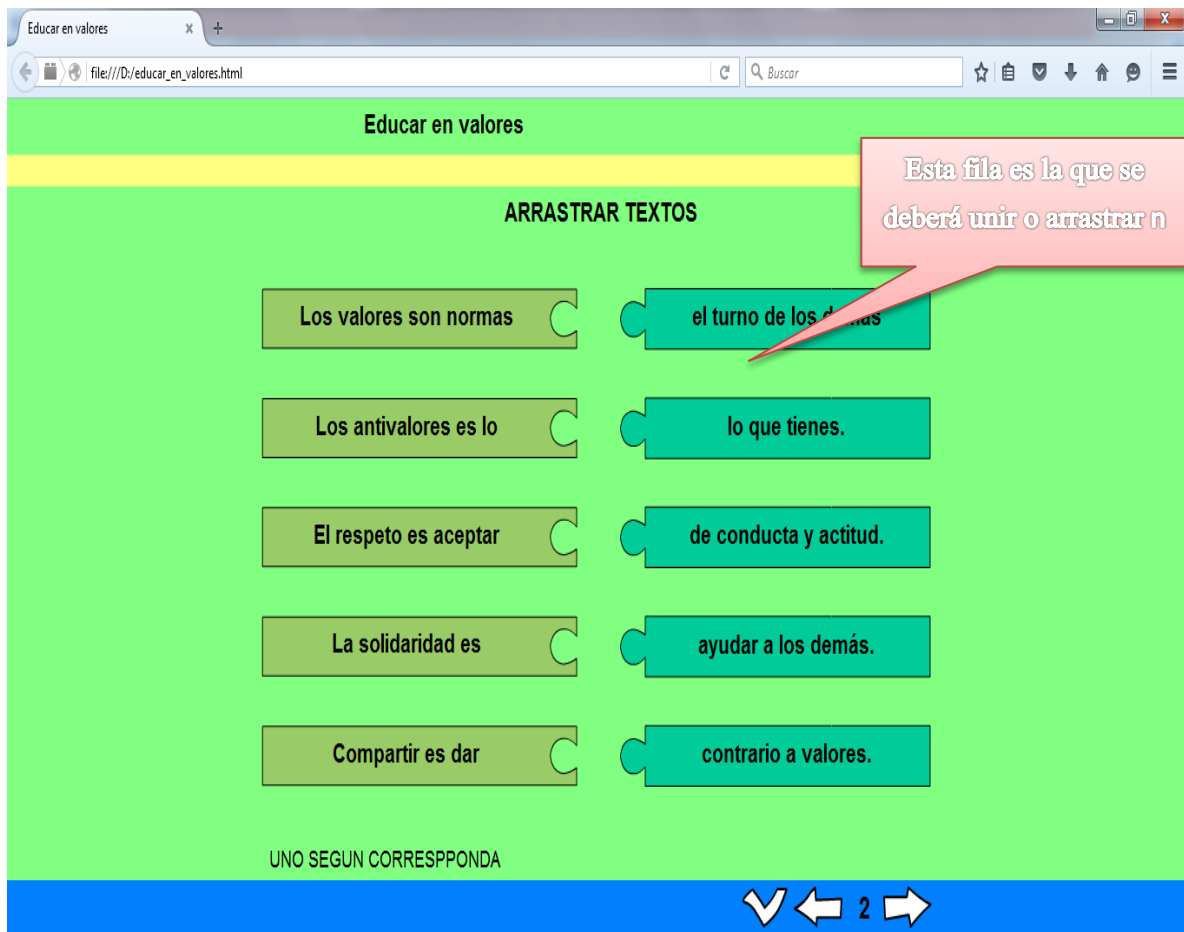 Educar en valores
file:///D:/educar_en_valores.html
Buscar
Educar en valores
Esta fila es la que se
deberá unir o arrastrar n
ARRASTRAR TEXTOS
Los valores son normas
el turno de los demás
Los antivalores es lo
lo que tienes.
El respeto es aceptar
de conducta y actitud.
La solidaridad es
ayudar a los demás.
Compartir es dar
contrario a valores.
UNO SEGUN CORRESPPONDA
2